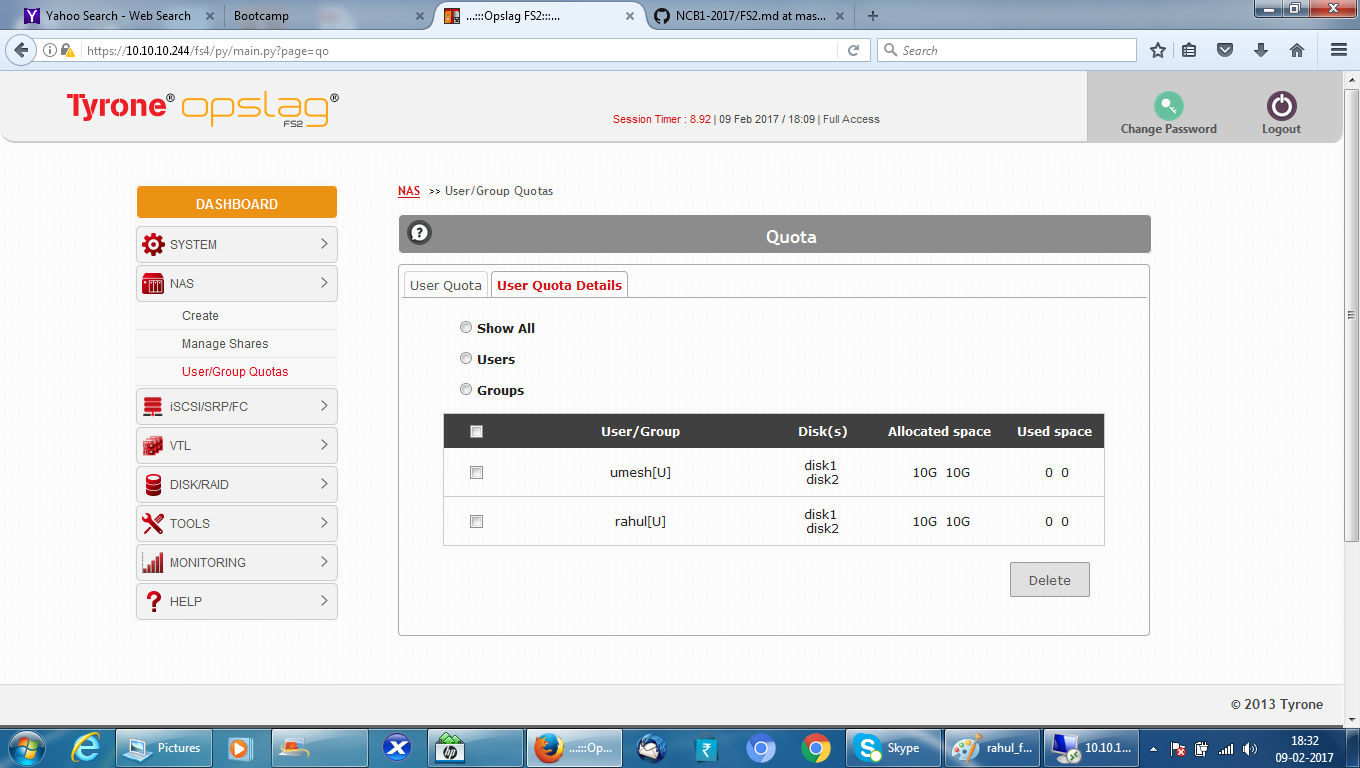 Yahoo Search - Web Search
Bootcamp
...:::Opslag FS2:::...
NCB1-2017/FS2.md at mas...
https://10.10.10.244/fs4/py/main.py?page=qo
Search
Tyrone® opslag®
FS2
Session Timer : 8.92 | 09 Feb 2017 / 18:09 | Full Access
Change Password
Logout
DASHBOARD
SYSTEM
NAS
Create
Manage Shares
User/Group Quotas
iSCSI/SRP/FC
VTL
DISK/RAID
TOOLS
MONITORING
HELP
NAS >> User/Group Quotas
? Quota
User Quota
User Quota Details
Show All
Users
Groups
User/Group Disk(s) Allocated space Used space
umesh[U] disk1 10G 10G 0 0
disk2
rahul[U] disk1 10G 10G 0 0
disk2
Delete
© 2013 Tyrone
Pictures
hp
...:::Op...
Skype
rahul_f...
10.10.1...
18:32
09-02-2017